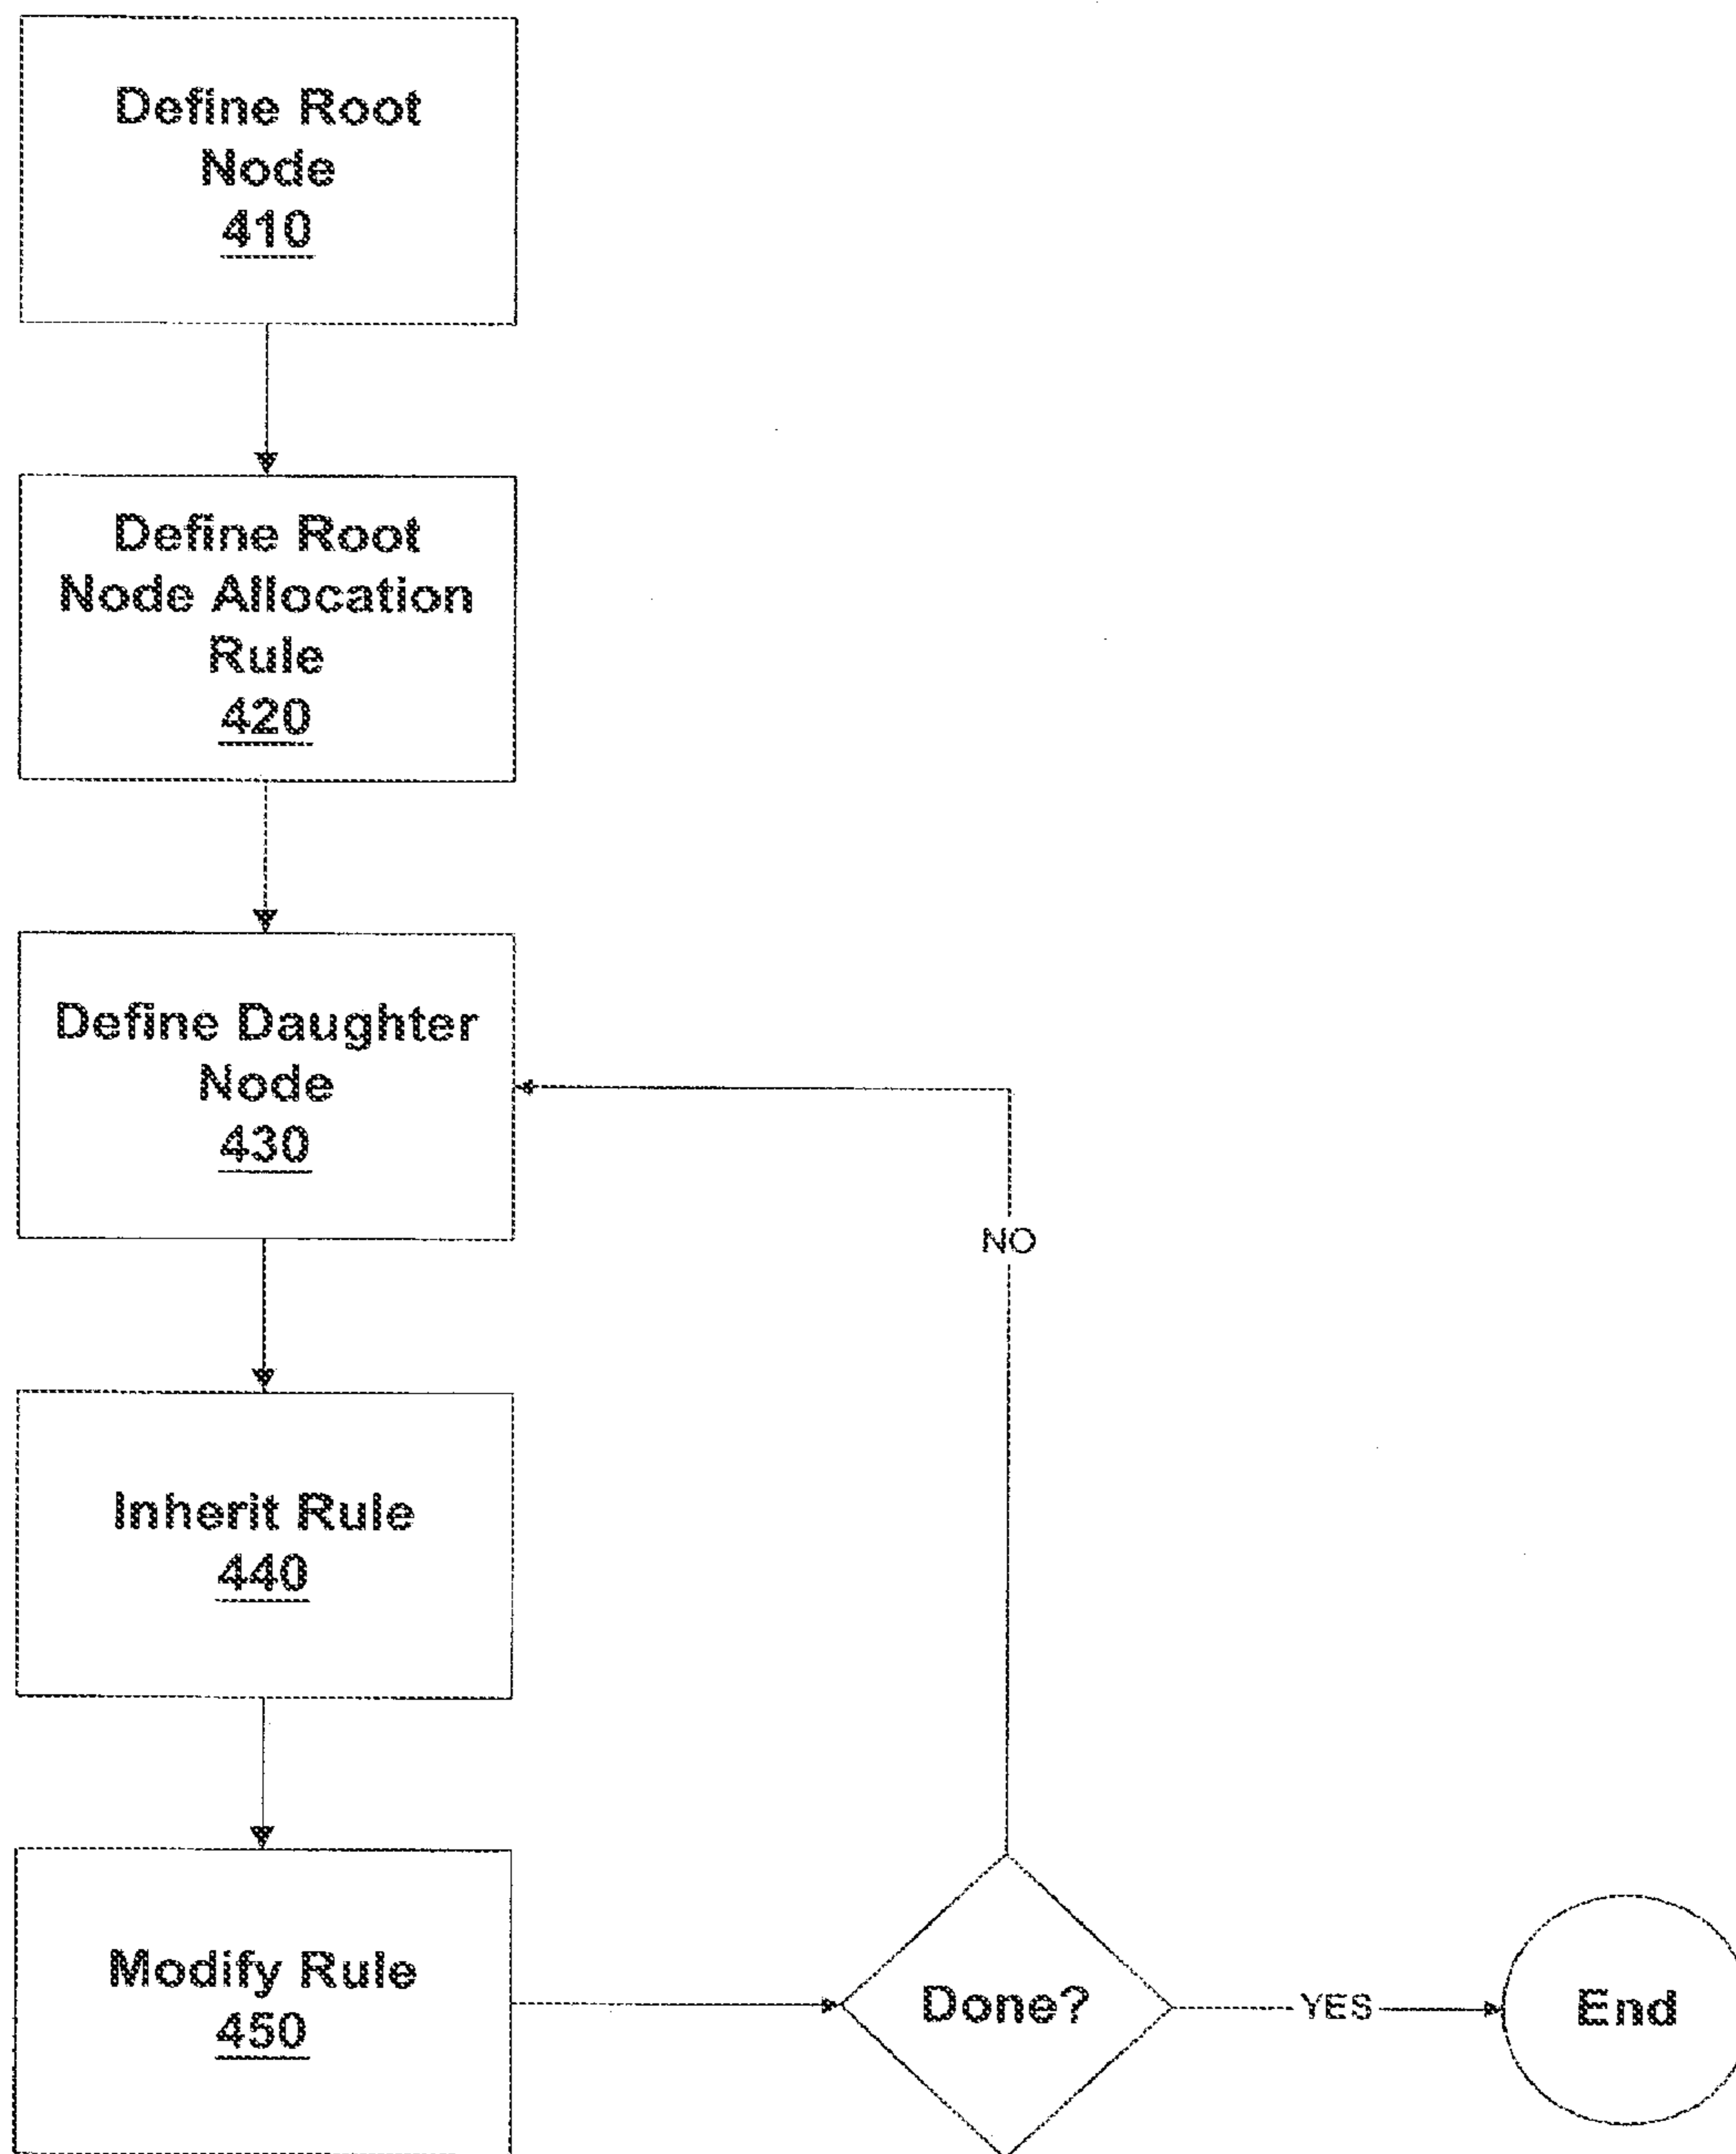 Define Root
Node
410
Define Root
Node Allocation
Rule
420
Define Daughter
Node
430
NO
Inherit Rule
440
Modify Rule
450
Done?
YES
End